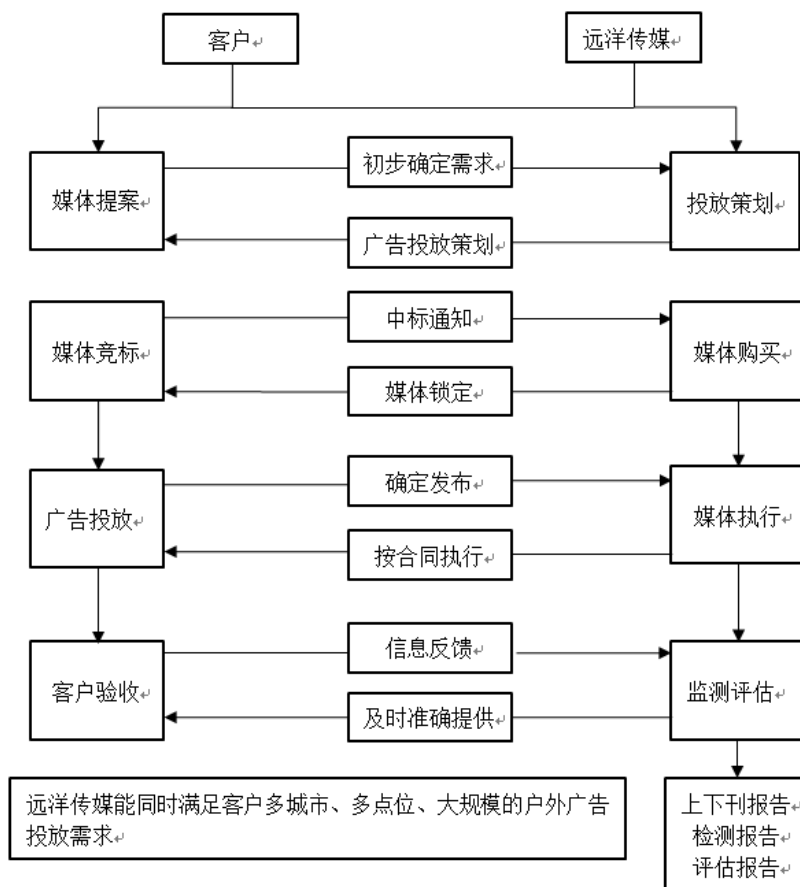 客户
远洋传媒
初步确定需求
媒体提案
投放策划
广告投放策划
中标通知
媒体竞标
媒体购买
媒体锁定
确定发布
广告投放
媒体执行
按合同执行
信息反馈
客户验收
监测评估
及时准确提供
远洋传媒能同时满足客户多城市、多点位、大规模的户外广告
投放需求
上下刊报告
检测报告
评估报告